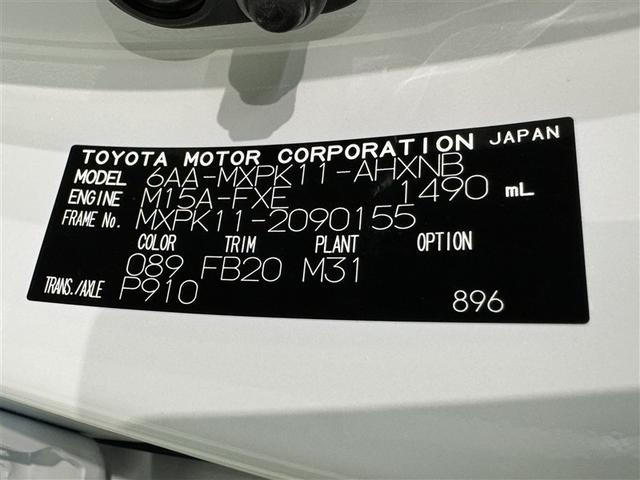 TOYOTA MOTOR CORPORATION JAPAN
MODEL 6AA-MXPK11-AHXNB
ENGINE M15A-FXE 1490 mL
FRAME No. MXPK11-2090155
COLOR TRIM PLANT OPTION
089 FB20 M31
TRANS./AXLE P910
896